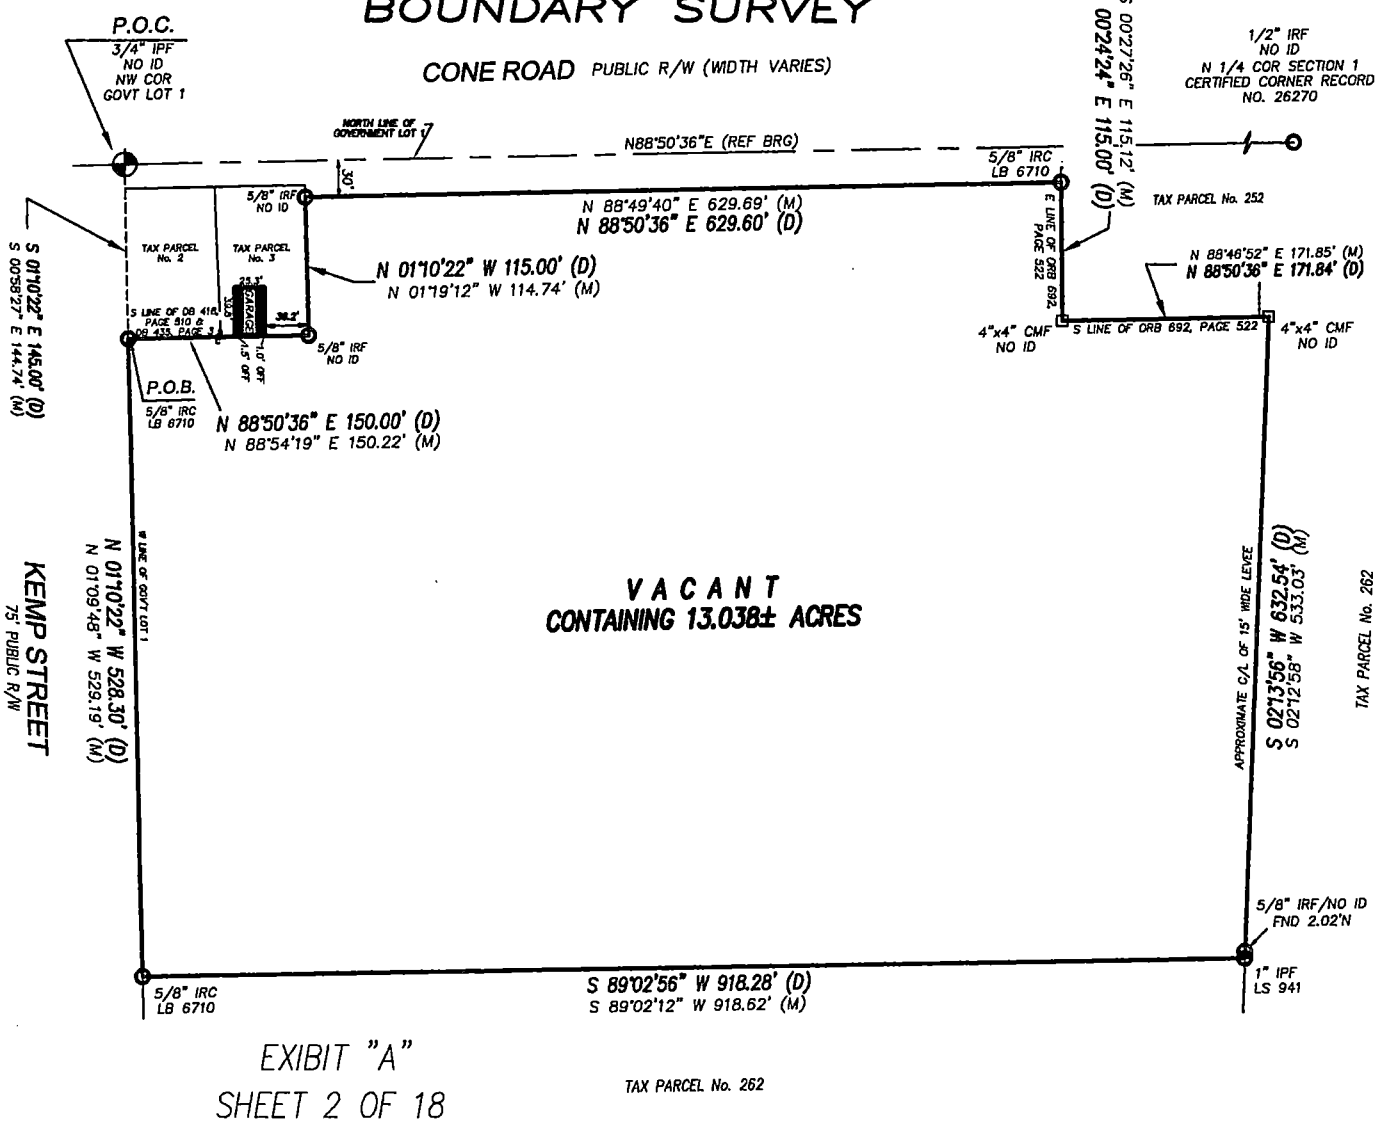 BOUNDARY SURVEY
P.O.C.
3/4" IPF
NO ID
NW COR
GOVT LOT 1
CONE ROAD PUBLIC R/W (WIDTH VARIES)
S 00°27'26" E 115.12' (M)
00°24'24" E 115.00' (D)
1/2" IRF
NO ID
N 1/4 COR SECTION 1
CERTIFIED CORNER RECORD
NO. 26270
NORTH LINE OF
GOVERNMENT LOT 1
N88°50'36"E (REF BRG)
30'
5/8" IRC
LB 6710
5/8" IRF
NO ID
N 88°49'40" E 629.69' (M)
N 88°50'36" E 629.60' (D)
E LINE OF ORB 692,
PAGE 522
TAX PARCEL No. 252
TAX PARCEL
No. 2
TAX PARCEL
No. 3
N 01°10'22" W 115.00' (D)
N 01°19'12" W 114.74' (M)
N 88°46'52" E 171.85' (M)
N 88°50'36" E 171.84' (D)
S 01°10'22" E 145.00' (D)
S 00°58'27" E 144.74' (M)
25.3'
GARAGE
36.2'
S LINE OF DB 416,
PAGE 510 &
DB 435, PAGE 3
1.5' OFF
1.0' OFF
5/8" IRF
NO ID
4"x4" CMF
NO ID
S LINE OF ORB 692, PAGE 522
4"x4" CMF
NO ID
P.O.B.
5/8" IRC
LB 6710
N 88°50'36" E 150.00' (D)
N 88°54'19" E 150.22' (M)
KEMP STREET
75' PUBLIC R/W
N 01°10'22" W 528.30' (D)
N 01°09'48" W 529.19' (M)
W LINE OF GOVT LOT 1
VACANT
CONTAINING 13.038± ACRES
APPROXIMATE C/L OF 15' WIDE LEVEE
S 02°13'56" W 632.54' (D)
S 02°12'58" W 533.03' (M)
TAX PARCEL No. 262
5/8" IRF/NO ID
FND 2.02'N
1" IPF
LS 941
5/8" IRC
LB 6710
S 89°02'56" W 918.28' (D)
S 89°02'12" W 918.62' (M)
EXIBIT "A"
SHEET 2 OF 18
TAX PARCEL No. 262